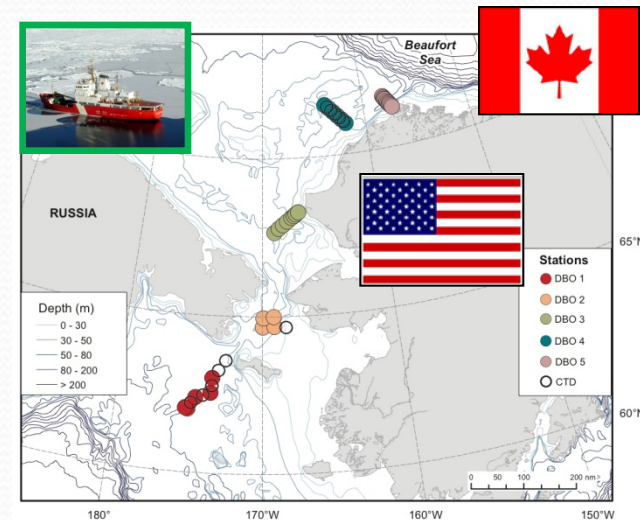 Beaufort
Sea
RUSSIA
65°N
Stations
DBO 1
DBO 2
DBO 3
DBO 4
DBO 5
CTD
Depth (m)
0 - 30
30 - 50
50 - 80
80 - 200
> 200
60°N
0 50 100 200 nm
180° 170°W 160°W 150°W